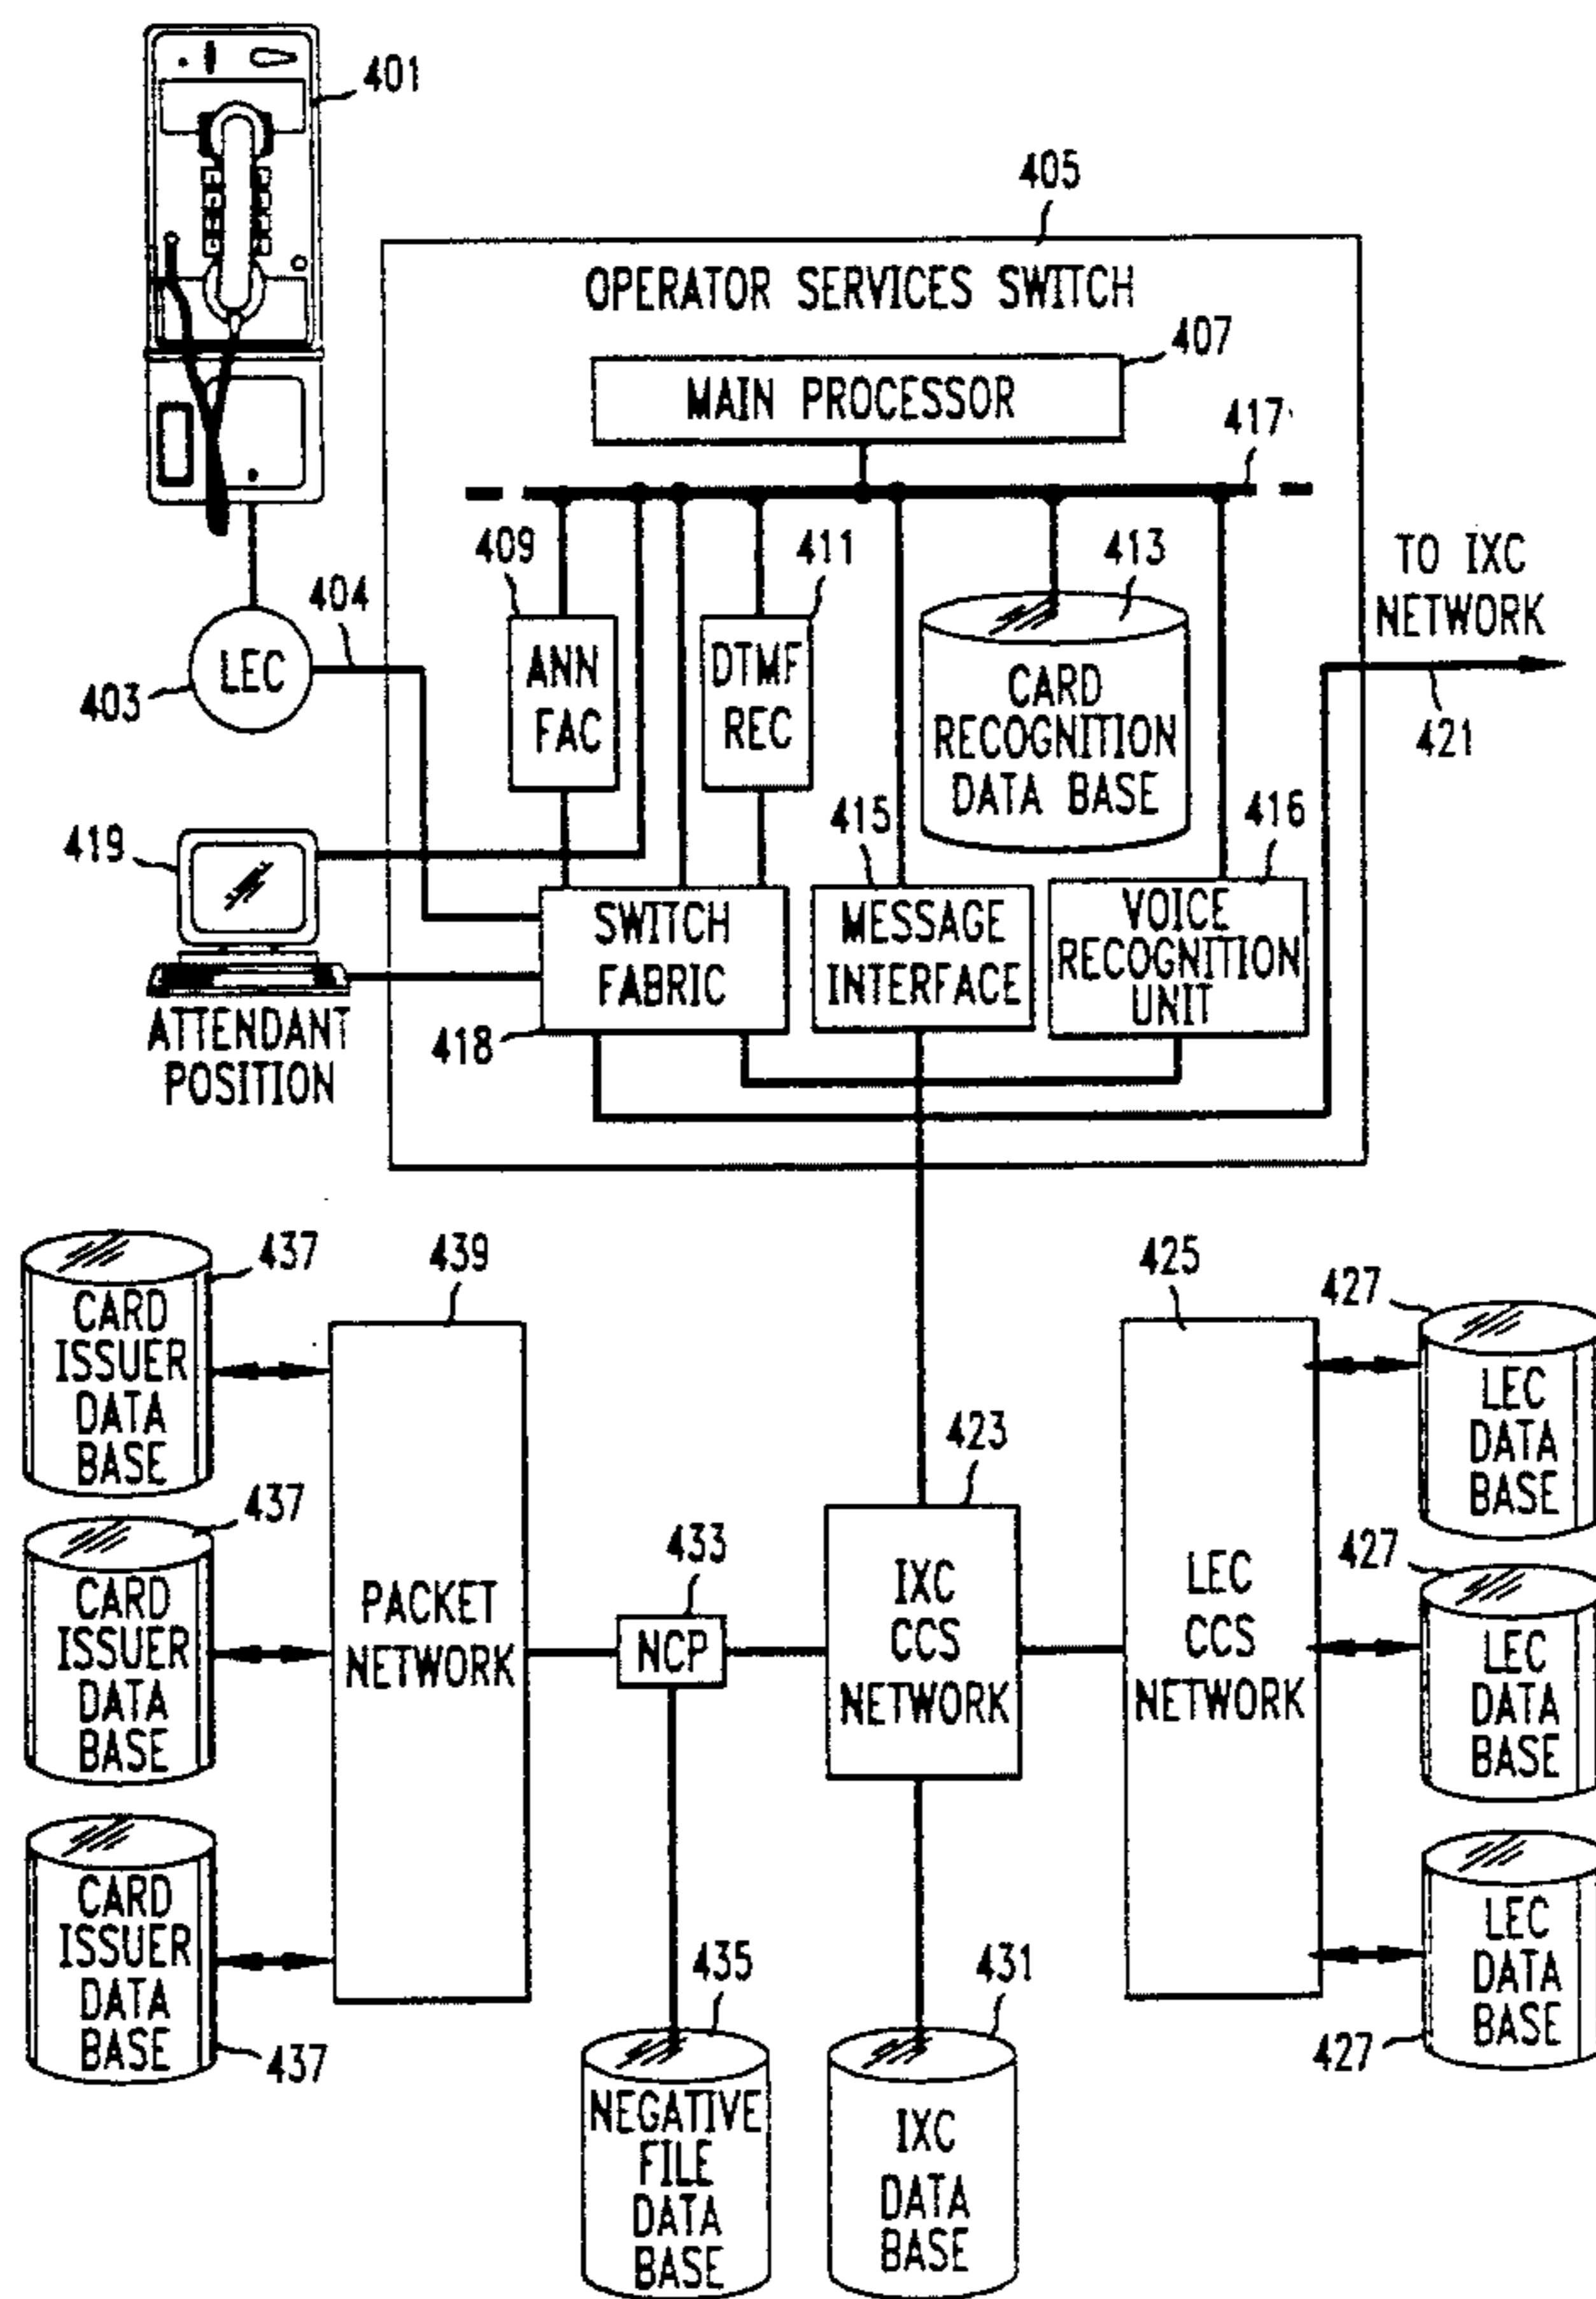 401
405
OPERATOR SERVICES SWITCH
407
MAIN PROCESSOR
417
409
411
413
TO IXC
NETWORK
404
LEC
403
ANN
FAC
DTMF
REC
CARD
RECOGNITION
DATA BASE
421
419
415
416
SWITCH
FABRIC
MESSAGE
INTERFACE
VOICE
RECOGNITION
UNIT
ATTENDANT
POSITION
418
437
CARD
ISSUER
DATA
BASE
439
425
427
LEC
DATA
BASE
437
CARD
ISSUER
DATA
BASE
PACKET
NETWORK
433
NCP
423
IXC
CCS
NETWORK
LEC
CCS
NETWORK
427
LEC
DATA
BASE
CARD
ISSUER
DATA
BASE
437
435
NEGATIVE
FILE
DATA
BASE
431
IXC
DATA
BASE
LEC
DATA
BASE
427